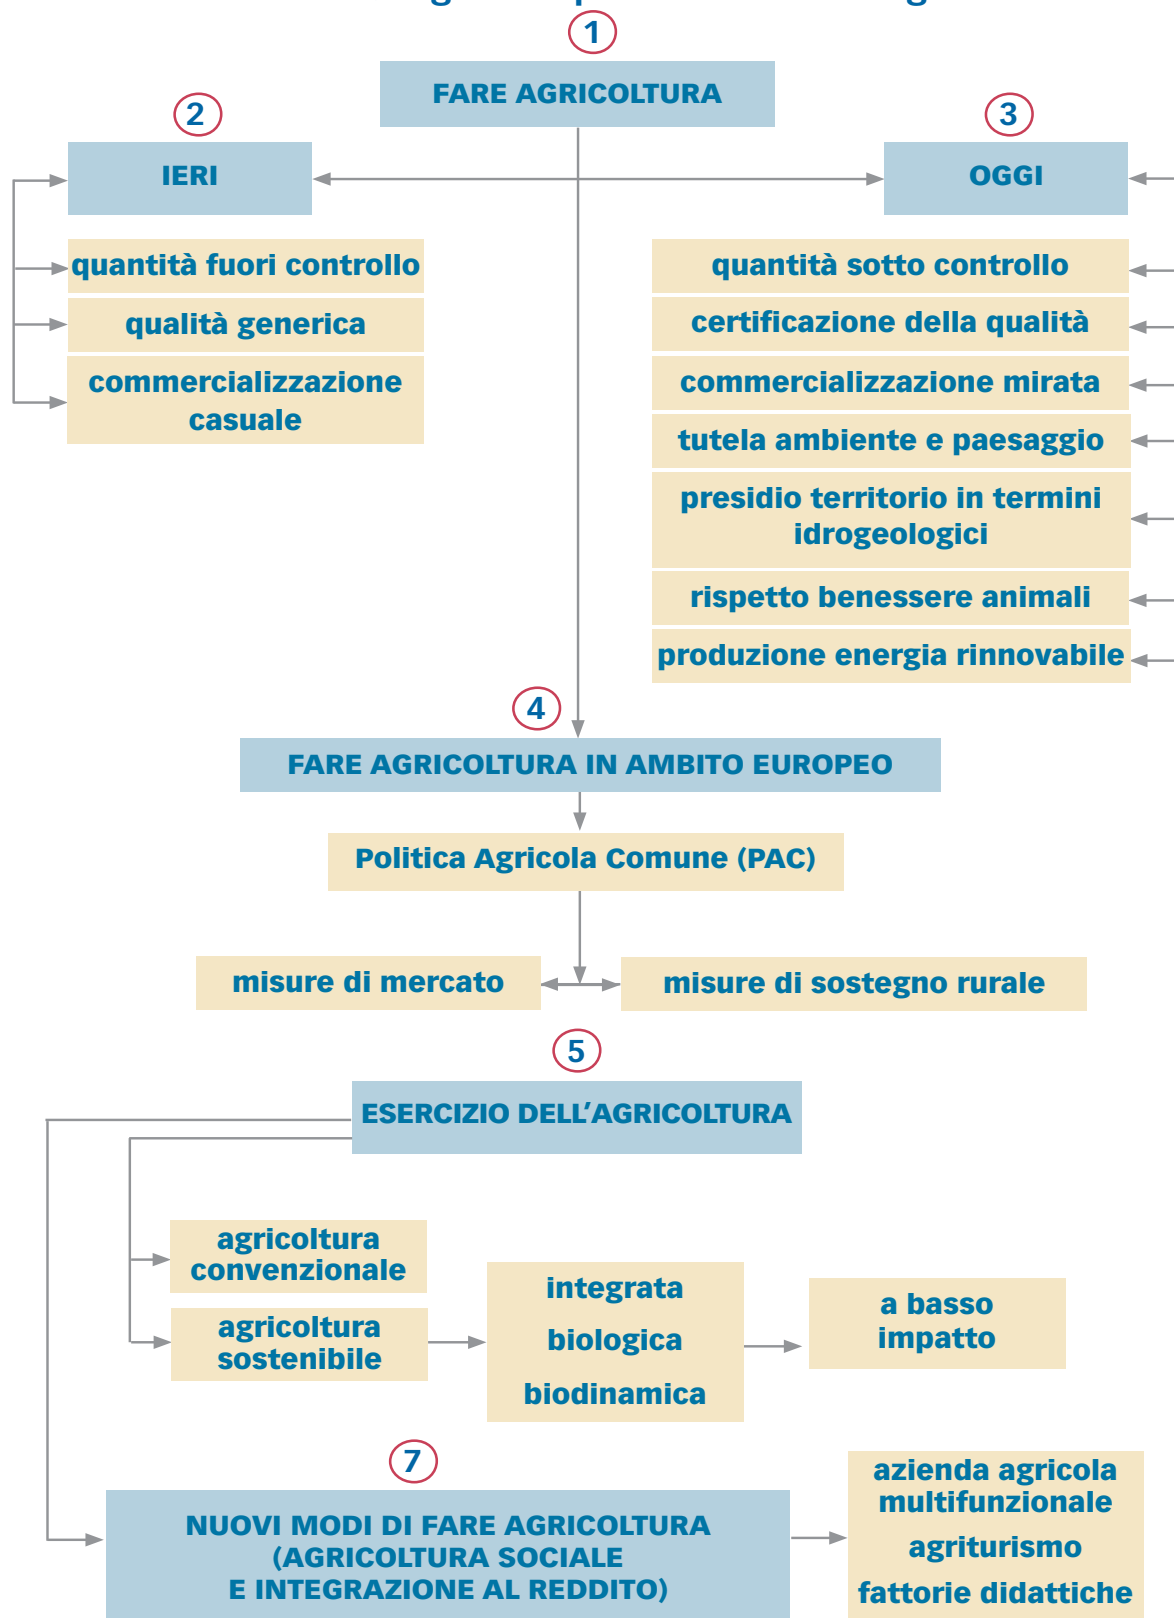 1
FARE AGRICOLTURA
2
IERI
quantità fuori controllo
qualità generica
commercializzazione
casuale
3
OGGI
quantità sotto controllo
certificazione della qualità
commercializzazione mirata
tutela ambiente e paesaggio
presidio territorio in termini
idrogeologici
rispetto benessere animali
produzione energia rinnovabile
4
FARE AGRICOLTURA IN AMBITO EUROPEO
Politica Agricola Comune (PAC)
misure di mercato
misure di sostegno rurale
5
ESERCIZIO DELL'AGRICOLTURA
agricoltura
convenzionale
agricoltura
sostenibile
integrata
biologica
biodinamica
a basso
impatto
7
NUOVI MODI DI FARE AGRICOLTURA
(AGRICOLTURA SOCIALE
E INTEGRAZIONE AL REDDITO)
azienda agricola
multifunzionale
agriturismo
fattorie didattiche